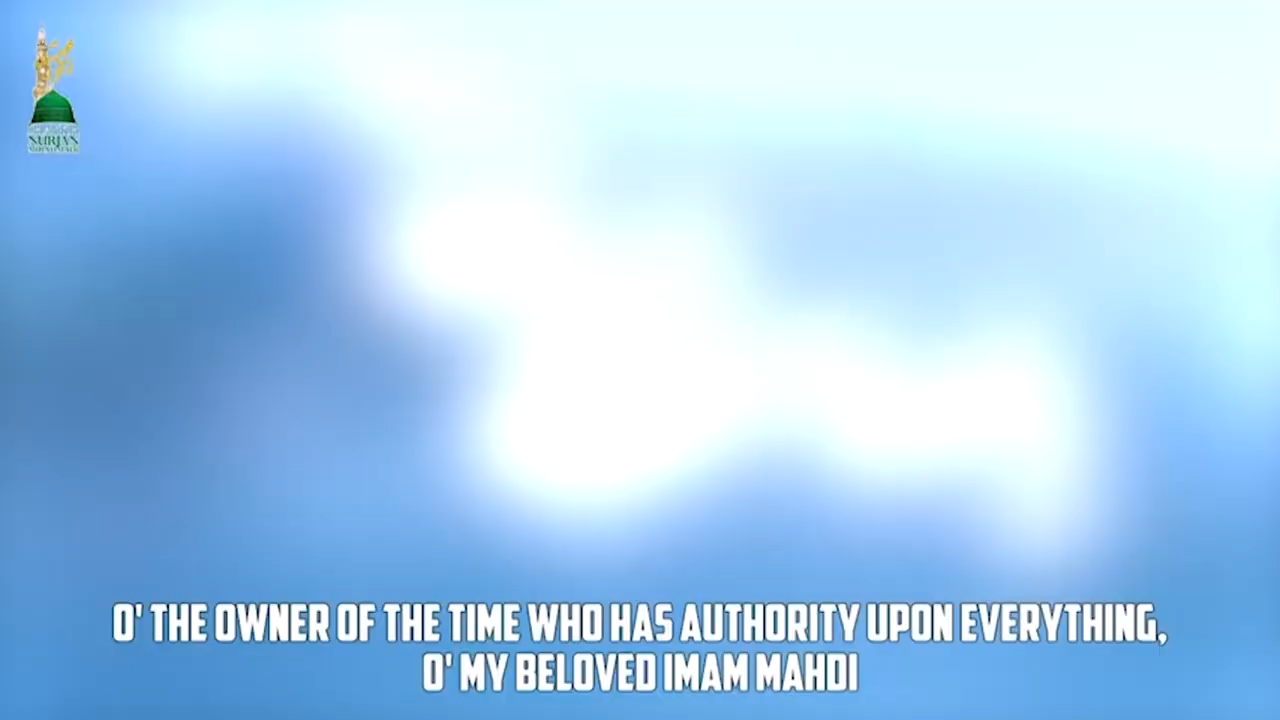 O' THE OWNER OF THE TIME WHO HAS AUTHORITY UPON EVERYTHING,
O' MY BELOVED IMAM MAHDI